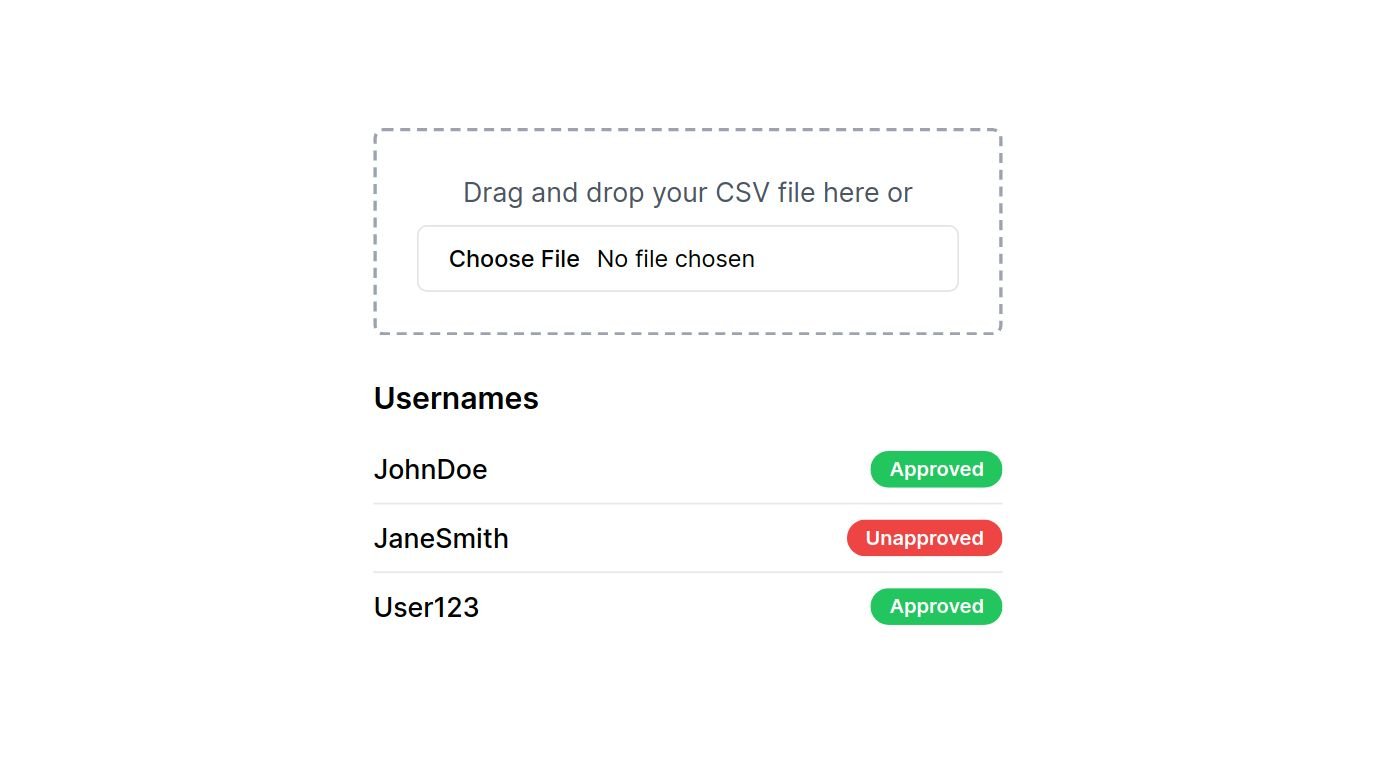 Drag and drop your CSV file here or
Choose File No file chosen
Usernames
JohnDoe Approved
JaneSmith Unapproved
User123 Approved